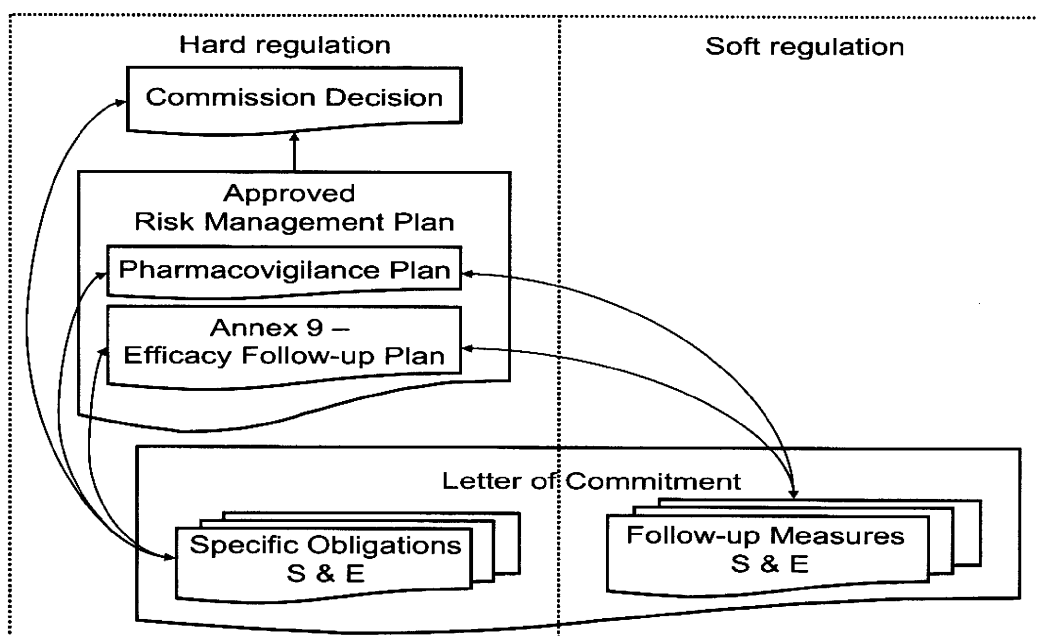 Hard regulation
Soft regulation
Commission Decision
Approved
Risk Management Plan
Pharmacovigilance Plan
Annex 9 –
Efficacy Follow-up Plan
Letter of Commitment
Specific Obligations
S & E
Follow-up Measures
S & E